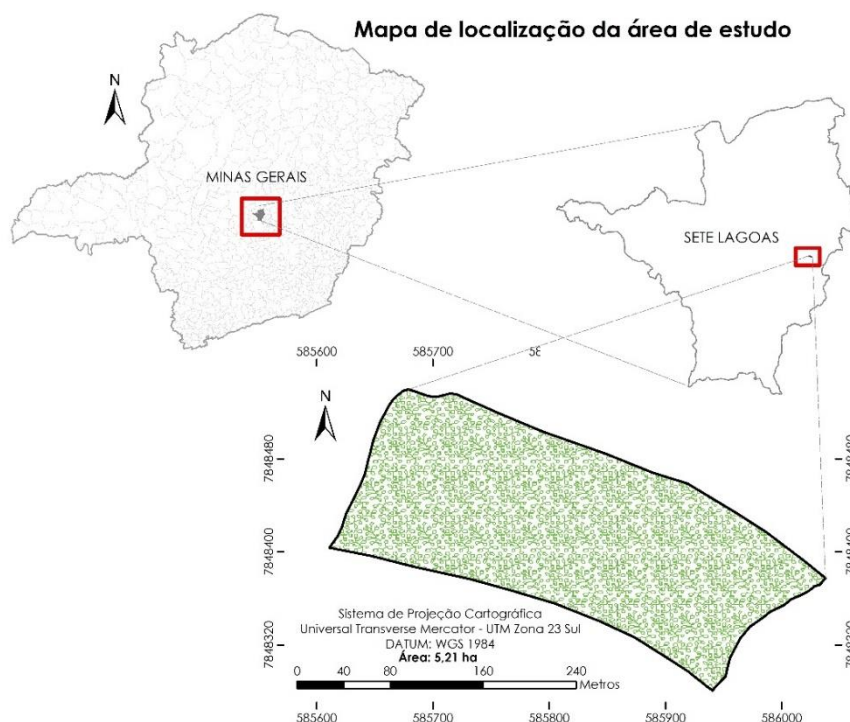 Mapa de localização da área de estudo
N
MINAS GERAIS
SETE LAGOAS
585600
585700
N
7848480
7848400
7848320
7848480
7848400
Sistema de Projeção Cartográfica
Universal Transverse Mercator - UTM Zona 23 Sul
DATUM: WGS 1984
Área: 5,21 ha
0 40 80 160 240
Metros
585600 585700 585800 585900 586000